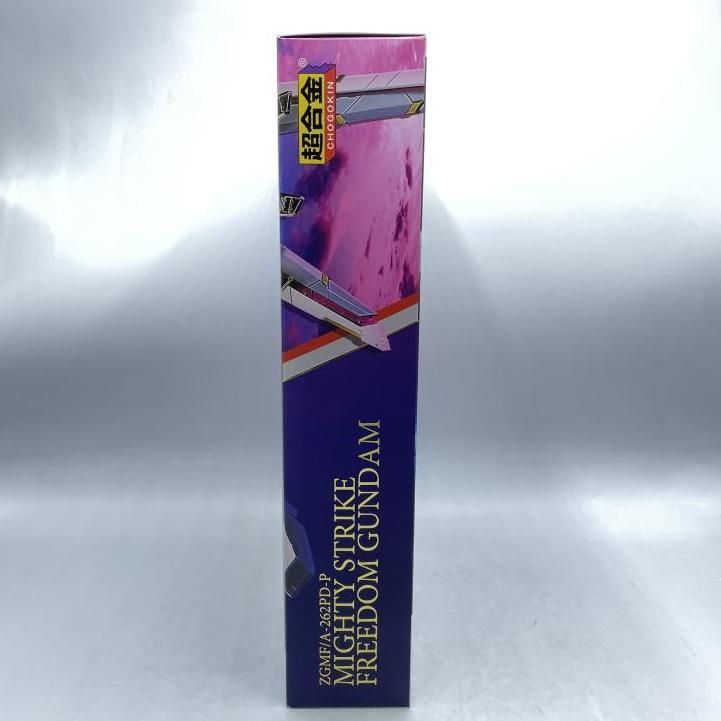 ®
超合金
CHOGOKIN
ZGMF/A-262PD-P
MIGHTY STRIKE
FREEDOM GUNDAM